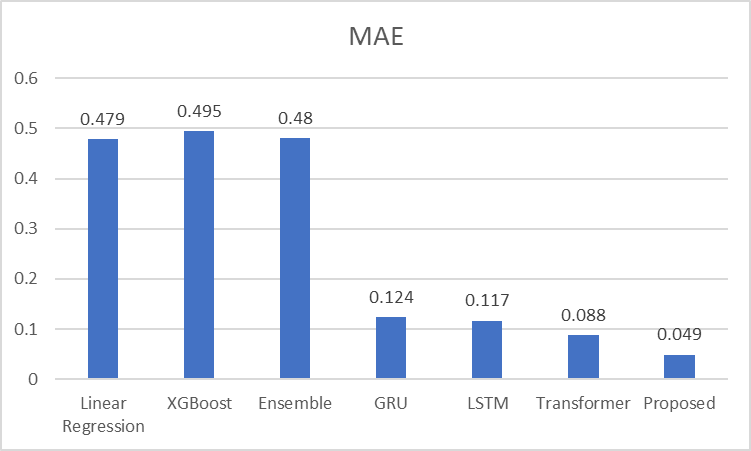 MAE
0.6
0.5
0.4
0.3
0.2
0.1
0
0.479
0.495
0.48
0.124
0.117
0.088
0.049
Linear
Regression
XGBoost
Ensemble
GRU
LSTM
Transformer
Proposed